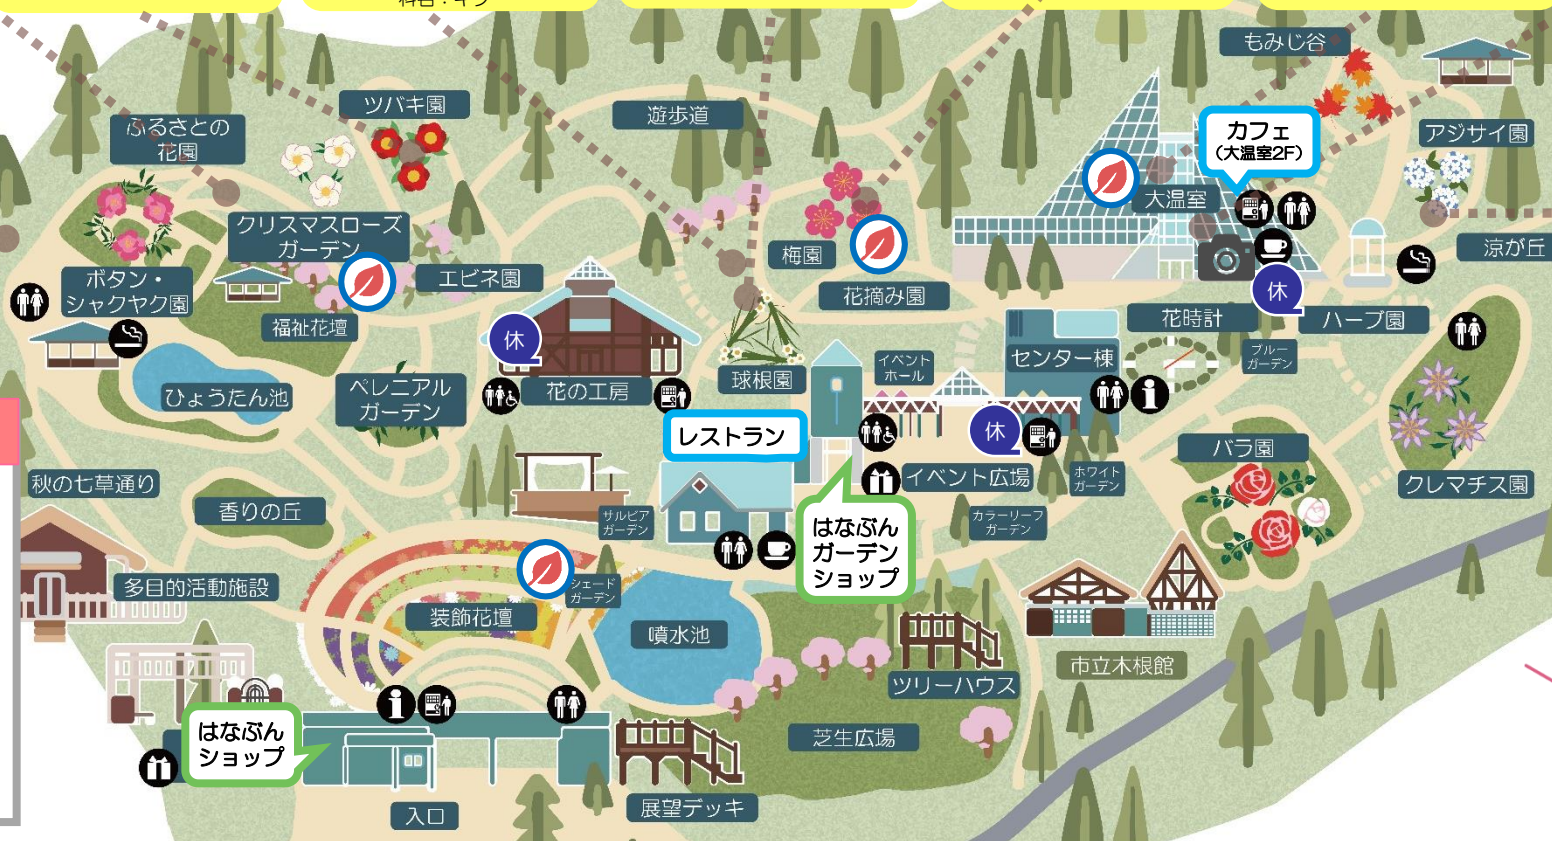 もみじ谷
ツバキ園
遊歩道
ふるさとの
花園
カフェ
（大温室2F）
アジサイ園
大温室
クリスマスローズ
ガーデン
梅園
涼が丘
ボタン・
シャクヤク園
エビネ園
花摘み園
休
福祉花壇
花時計
ハーブ園
休
センター棟
イベント
ホール
ブルー
ガーデン
球根園
花の工房
ひょうたん池
ペレニアル
ガーデン
レストラン
休
バラ園
秋の七草通り
イベント広場
ホワイト
ガーデン
クレマチス園
香りの丘
サルビア
ガーデン
カラーリーフ
ガーデン
はなぶん
ガーデン
ショップ
多目的活動施設
シェード
ガーデン
装飾花壇
噴水池
市立木根館
ツリーハウス
はなぶん
ショップ
芝生広場
入口
展望デッキ